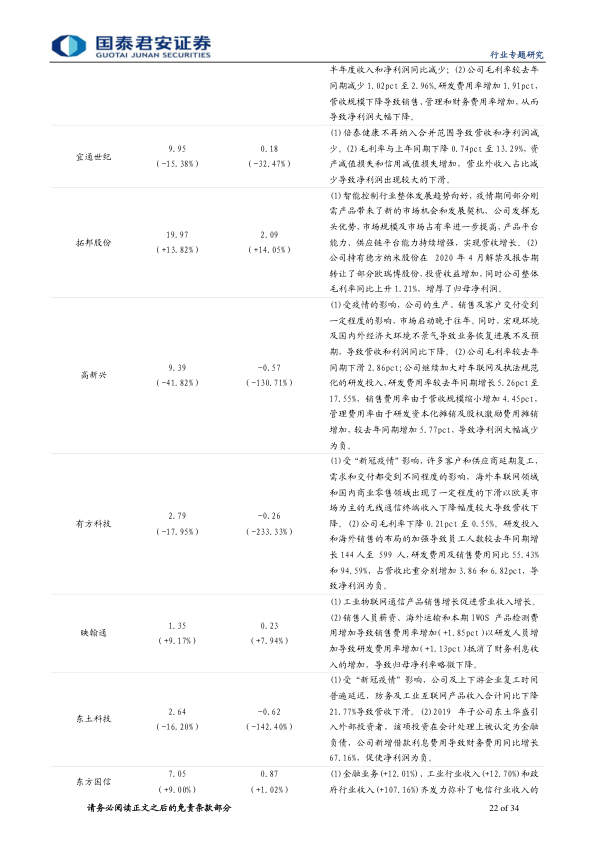 国泰君安证券
GUOTAI JUNAN SECURITIES
行业专题研究
半年度收入和净利润同比减少；(2)公司毛利率较去年
同期减少 1.02pct 至 2.96%,研发费用率增加 1.91pct,
营收规模下降导致销售、管理和财务费用率增加，从而
导致净利润大幅下降。
宜通世纪
9.95
(-15.38%)
0.18
(-32.47%)
(1)倍泰健康不再纳入合并范围导致营收和净利润减
少。(2)毛利率与上年同期下降 0.74pct 至 13.29%，资
产减值损失和信用减值损失增加，营业外收入占比减
少导致净利润出现较大的下滑。
拓邦股份
19.97
(+13.82%)
2.09
(+14.05%)
(1)智能控制行业整体发展趋势向好，疫情期间部分刚
需产品带来了新的市场机会和发展契机，公司发挥龙
头优势，市场规模及市场占有率进一步提高，产品平台
能力、供应链平台能力持续增强，实现营收增长。(2)
公司持有德方纳米股份在 2020 年 4 月解禁及报告期
转让了部分欧瑞博股份，投资收益增加，同时公司整体
毛利率同比上升 1.21%，增厚了归母净利润。
高新兴
9.39
(-41.82%)
-0.57
(-130.71%)
(1)受疫情的影响，公司的生产、销售及客户交付受到
一定程度的影响，市场启动晚于往年。同时，宏观环境
及国内外经济大环境不景气导致业务恢复进展不及预
期，导致营收和利润同比下降。(2)公司毛利率较去年
同期下滑 2.86pct;公司继续加大对车联网及执法规范
化的研发投入，研发费用率较去年同期增长 5.26pct 至
17.55%，销售费用率由于营收规模缩小增加 4.45pct，
管理费用率由于研发资本化摊销及股权激励费用摊销
增加，较去年同期增加 5.77pct，导致净利润大幅减少
为负。
有方科技
2.79
(-17.95%)
-0.26
(-233.33%)
(1)受“新冠疫情”影响，许多客户和供应商延期复工，
需求和交付都受到不同程度的影响，海外车联网领域
和国内商业零售领域出现了一定程度的下滑以欧美市
场为主的无线通信终端收入下降幅度较大导致营收下
降。(2)公司毛利率下降 0.21pct 至 0.55%。研发投入
和海外销售的布局的加强导致员工人数较去年同期增
长 144 人至 599 人，研发费用及销售费用同比 55.43%
和 94.59%，占营收比重分别增加 3.86 和 6.82pct，导
致净利润为负。
映翰通
1.35
(+9.17%)
0.23
(+7.94%)
(1)工业物联网通信产品销售增长促进营业收入增长。
(2)销售人员薪资、海外运输和本期 IWOS 产品检测费
用增加导致销售费用率增加(+1.85pct)以研发人员增
加导致研发费用率增加(+1.13pct)抵消了财务利息收
入的增加，导致归母净利率略微下降。
东土科技
2.64
(-16.20%)
-0.62
(-142.40%)
(1)受“新冠疫情”影响，公司及上下游企业复工时间
普遍延迟，防务及工业互联网产品收入合计同比下降
21.77%导致营收下滑。(2)2019 年子公司东土华盛引
入外部投资者，该项投资在会计处理上被认定为金融
负债，公司新增借款利息费用导致财务费用同比增长
67.16%，促使净利润为负。
东方国信
7.05
(+9.00%)
0.87
(+1.02%)
(1)金融业务(+12.01%)、工业行业收入(+12.70%)和政
府行业收入(+107.16%)齐发力弥补了电信行业收入的
请务必阅读正文之后的免责条款部分
22 of 34